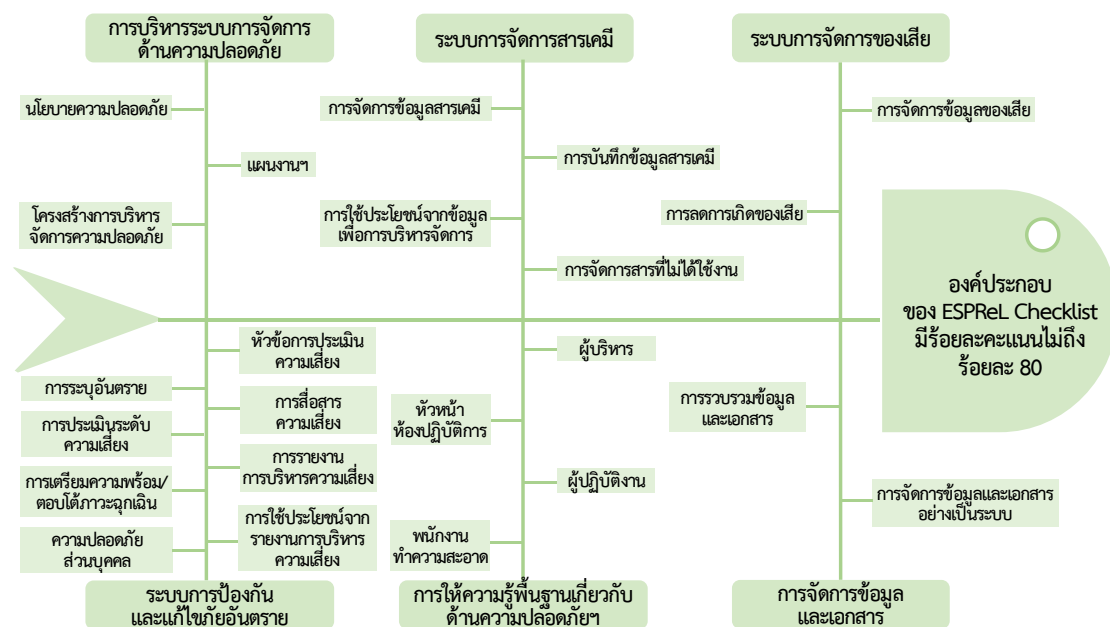 การบริหารระบบการจัดการ
ด้านความปลอดภัย
ระบบการจัดการสารเคมี
ระบบการจัดการของเสีย
นโยบายความปลอดภัย
แผนงานฯ
โครงสร้างการบริหาร
จัดการความปลอดภัย
การจัดการข้อมูลสารเคมี
การบันทึกข้อมูลสารเคมี
การใช้ประโยชน์จากข้อมูล
เพื่อการบริหารจัดการ
การจัดการสารที่ไม่ได้ใช้งาน
การจัดการข้อมูลของเสีย
การลดการเกิดของเสีย
องค์ประกอบ
ของ ESPReL Checklist
มีร้อยละคะแนนไม่ถึง
ร้อยละ 80
หัวข้อการประเมิน
ความเสี่ยง
การระบุอันตราย
การสื่อสาร
ความเสี่ยง
การประเมินระดับ
ความเสี่ยง
การรายงาน
การบริหารความเสี่ยง
การเตรียมความพร้อม/
ตอบโต้ภาวะฉุกเฉิน
การใช้ประโยชน์จาก
รายงานการบริหาร
ความเสี่ยง
ความปลอดภัย
ส่วนบุคคล
ผู้บริหาร
หัวหน้า
ห้องปฏิบัติการ
ผู้ปฏิบัติงาน
พนักงาน
ทำความสะอาด
การรวบรวมข้อมูล
และเอกสาร
การจัดการข้อมูลและเอกสาร
อย่างเป็นระบบ
ระบบการป้องกัน
และแก้ไขภัยอันตราย
การให้ความรู้พื้นฐานเกี่ยวกับ
ด้านความปลอดภัยฯ
การจัดการข้อมูล
และเอกสาร